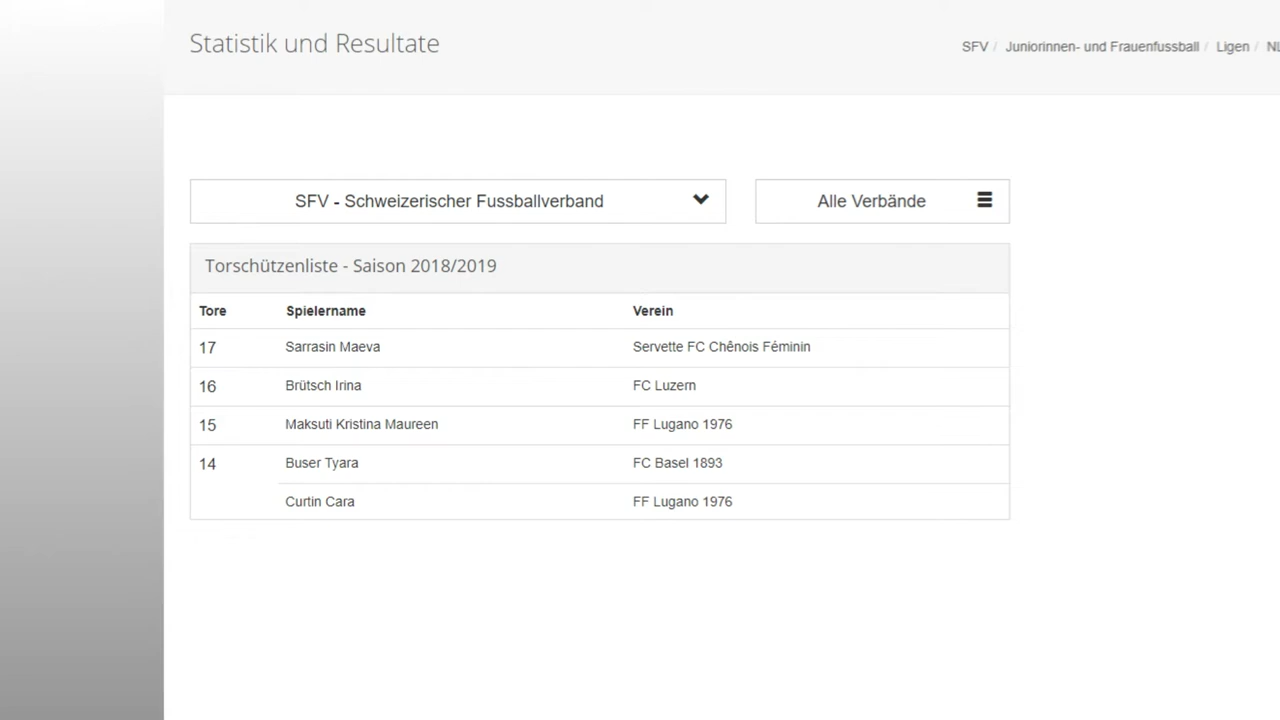 Statistik und Resultate
SFV / Juniorinnen- und Frauenfussball / Ligen / NL
SFV - Schweizerischer Fussballverband
Alle Verbände
Torschützenliste - Saison 2018/2019
Tore Spielername Verein
17 Sarrasin Maeva Servette FC Chênois Féminin
16 Brütsch Irina FC Luzern
15 Maksuti Kristina Maureen FF Lugano 1976
14 Buser Tyara FC Basel 1893
Curtin Cara FF Lugano 1976